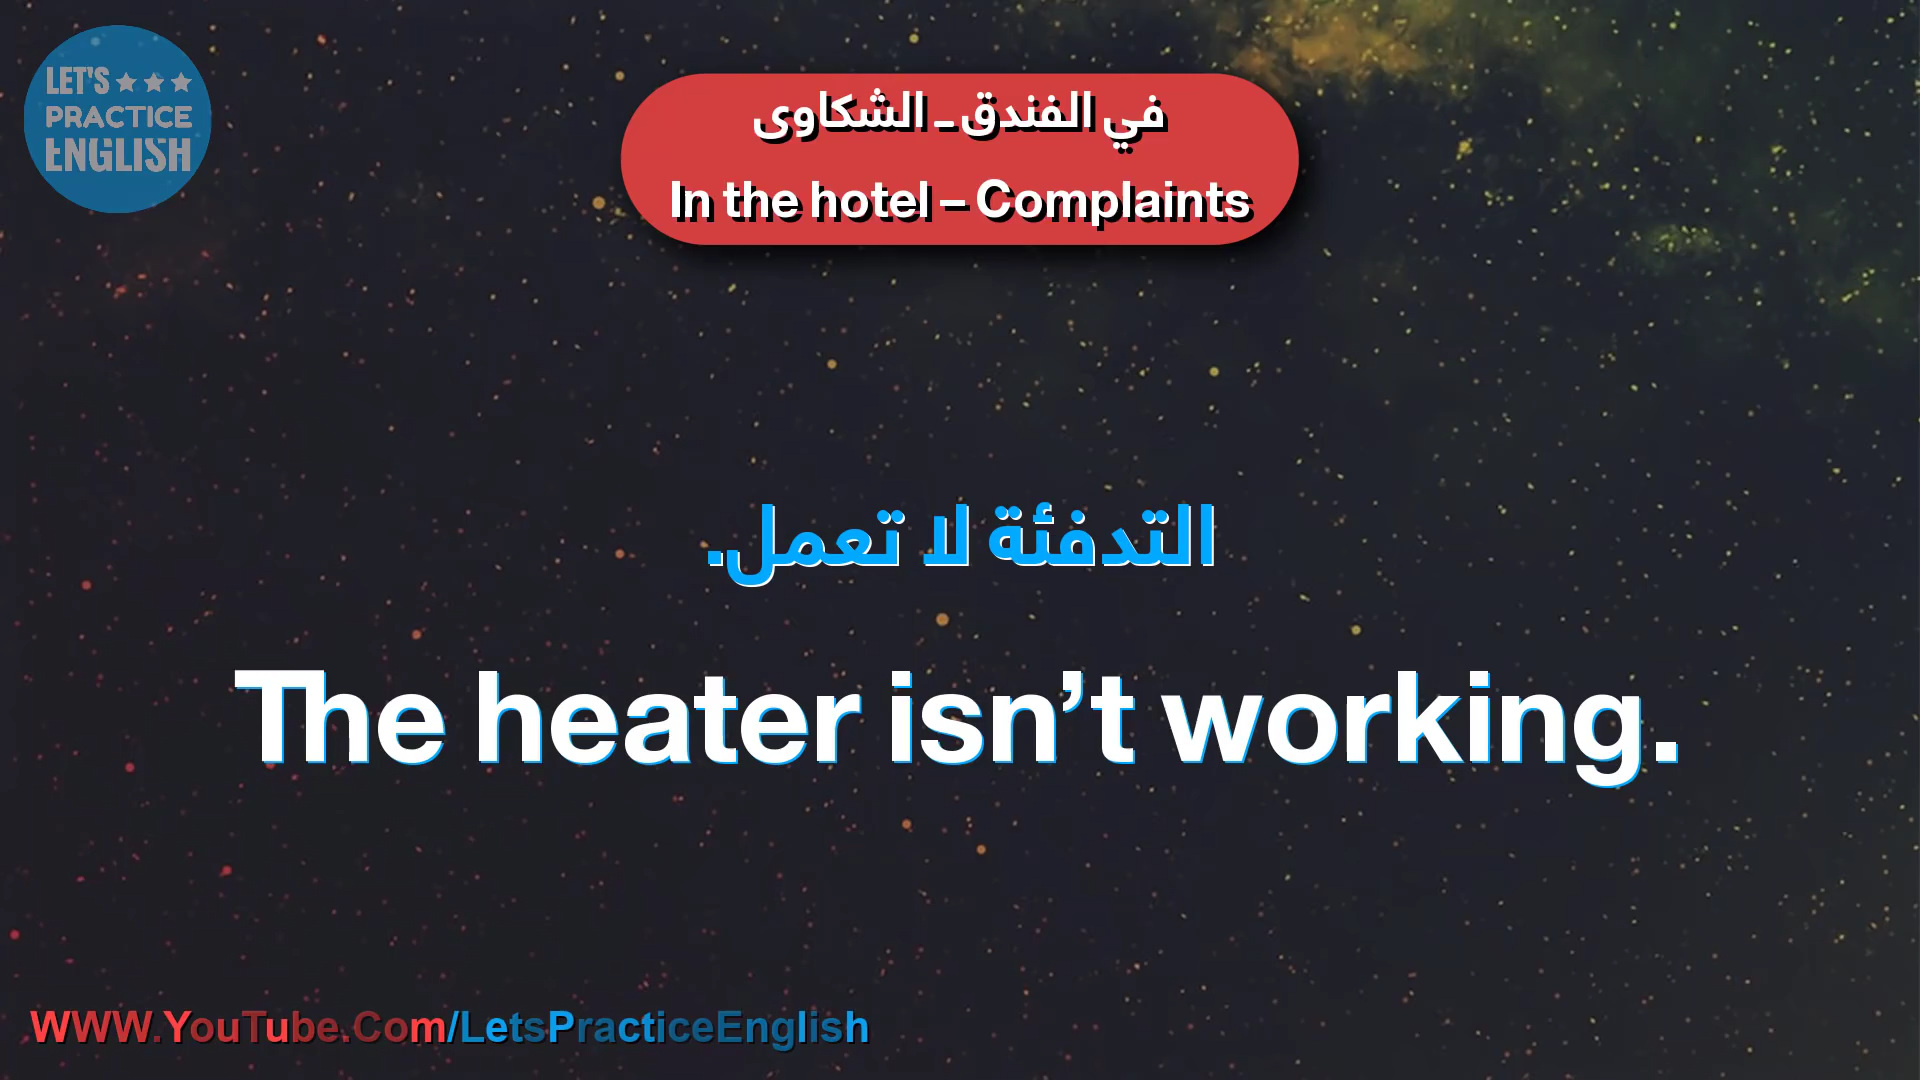 LET'S
PRACTICE
ENGLISH
في الفندق - الشكاوى
In the hotel – Complaints
التدفئة لا تعمل.
The heater isn’t working.
WWW.YouTube.Com/LetsPracticeEnglish